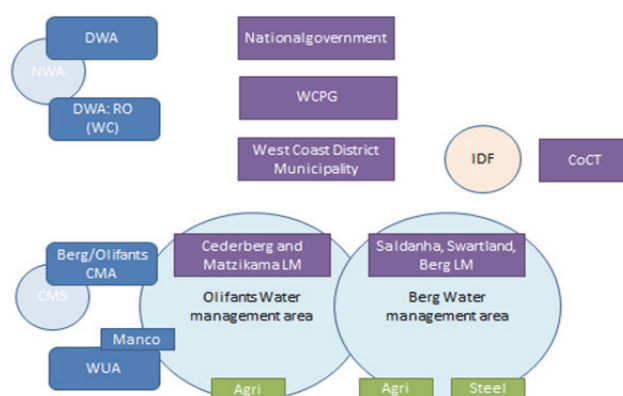 DWA
NWA
DWA: RO
(WC)
Nationalgovernment
WCPG
West Coast District
Municipality
IDF
CoCT
Berg/Olifants
CMA
CMS
Manco
WUA
Cederberg and
Matzikama LM
Olifants Water
management area
Agri
Saldanha, Swartland,
Berg LM
Berg Water
management area
Agri
Steel